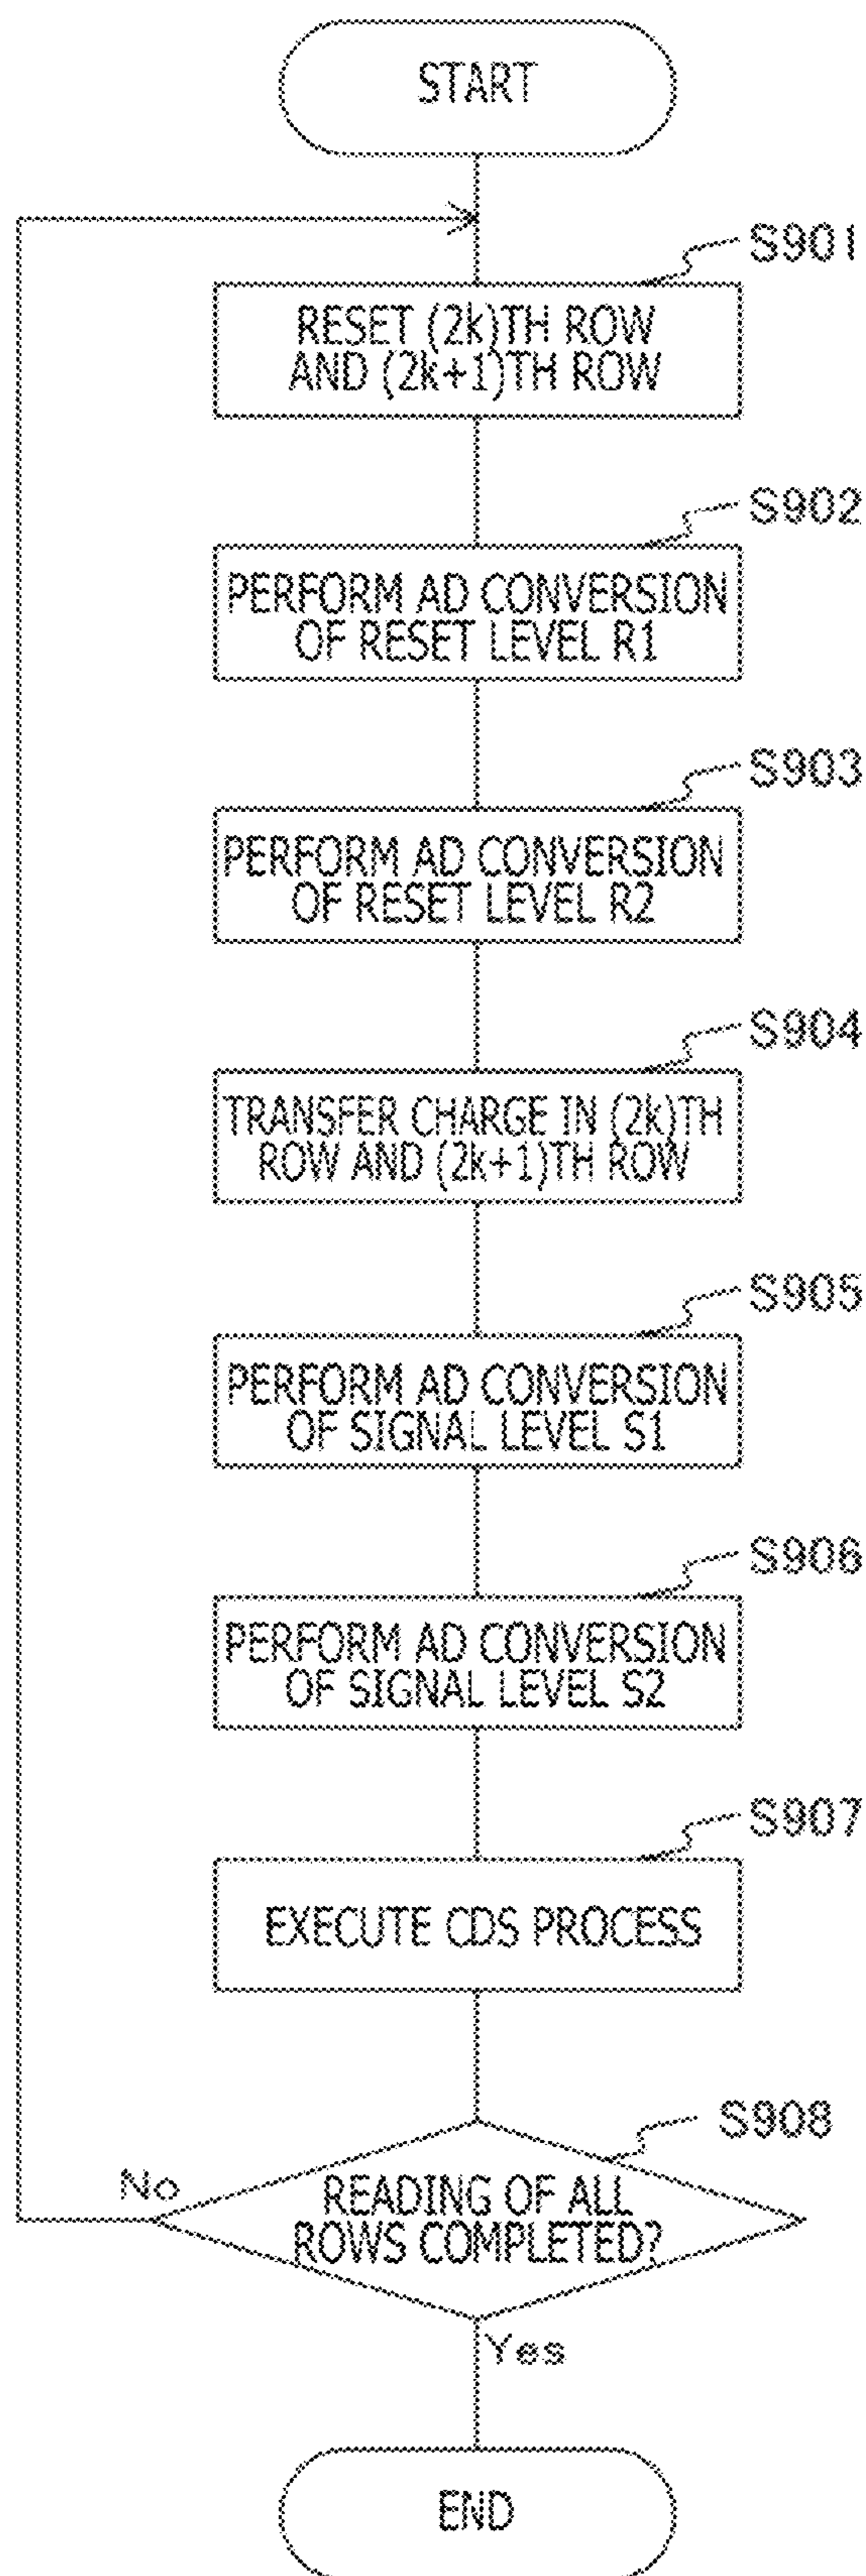 START
S901
RESET (2k)TH ROW
AND (2k+1)TH ROW
S902
PERFORM AD CONVERSION
OF RESET LEVEL R1
S903
PERFORM AD CONVERSION
OF RESET LEVEL R2
S904
TRANSFER CHARGE IN (2k)TH
ROW AND (2k+1)TH ROW
S905
PERFORM AD CONVERSION
OF SIGNAL LEVEL S1
S906
PERFORM AD CONVERSION
OF SIGNAL LEVEL S2
S907
EXECUTE CDS PROCESS
S908
No
READING OF ALL
ROWS COMPLETED?
Yes
END